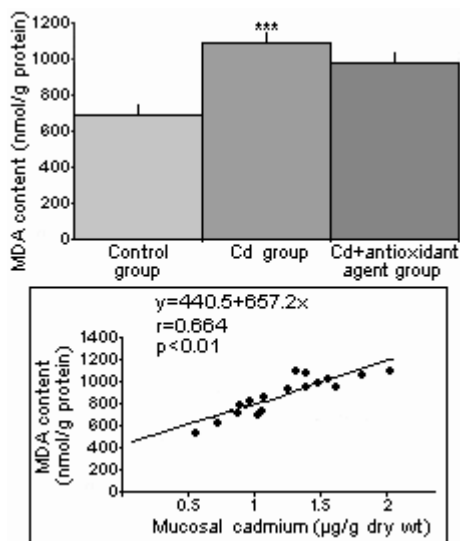 MDA content (nmol/g protein)
1200
1000
800
600
400
200
0
***
Control
group
Cd group
Cd+antioxidant
agent group
y=440.5+657.2x
r=0.664
p<0.01
MDA content
(nmol/g protein)
1400
1200
1000
800
600
400
200
0
0.5
1
1.5
2
Mucosal cadmium (µg/g dry wt)